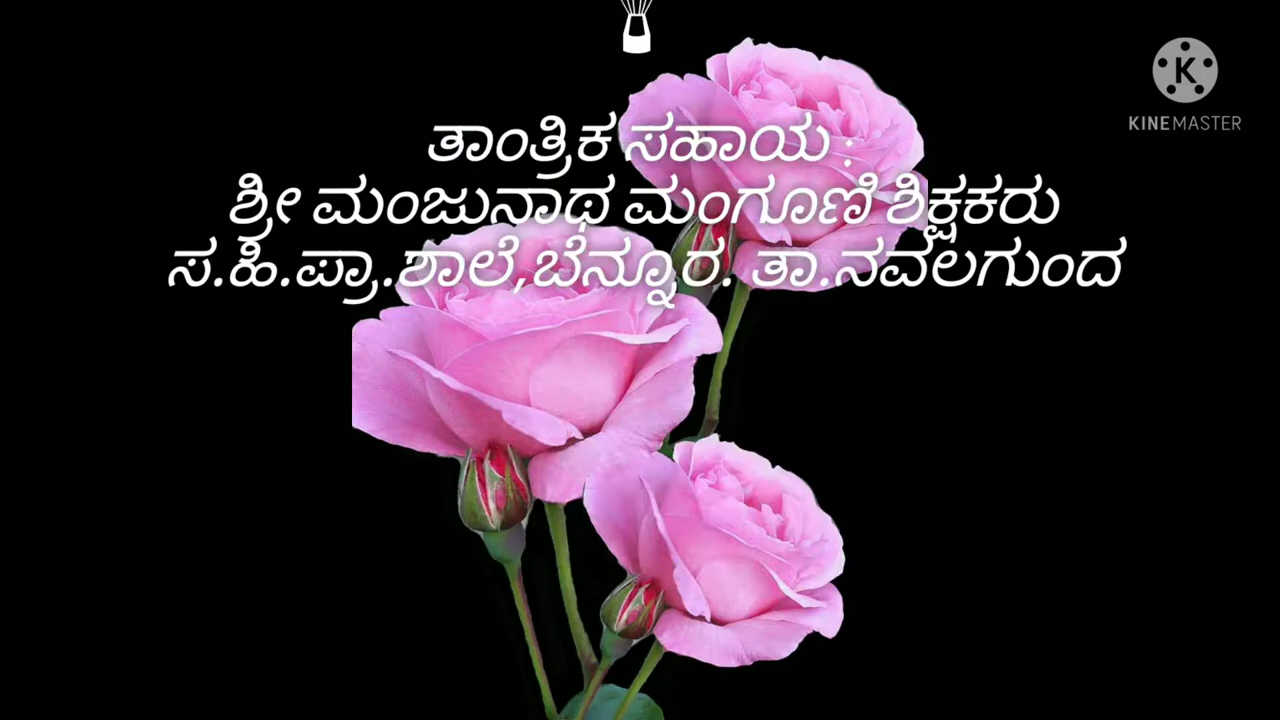 KINEMASTER
ತಾಂತ್ರಿಕ ಸಹಾಯ :
ಶ್ರೀ ಮಂಜುನಾಥ ಮಂಗೂಣಿ ಶಿಕ್ಷಕರು
ಸ.ಹಿ.ಪ್ರಾ.ಶಾಲೆ,ಬೆನ್ನೂರ. ತಾ.ನವಲಗುಂದ